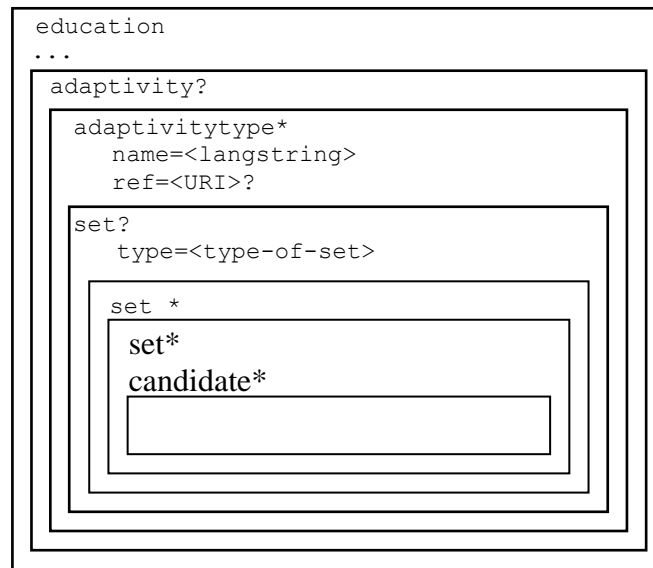 education
...
adaptivity?
adaptivitytype*
name=<langstring>
ref=<URI>?
set?
type=<type-of-set>
set *
set*
candidate*